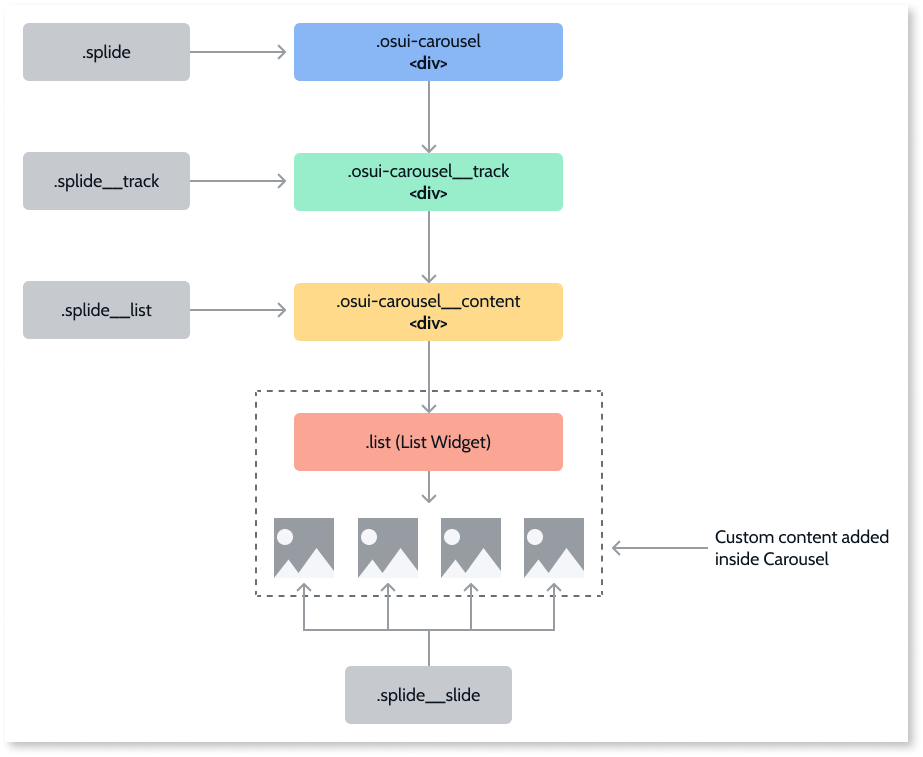 .splide
.osui-carousel
<div>
.splide__track
.osui-carousel__track
<div>
.splide__list
.osui-carousel__content
<div>
.list (List Widget)
Custom content added
inside Carousel
.splide__slide